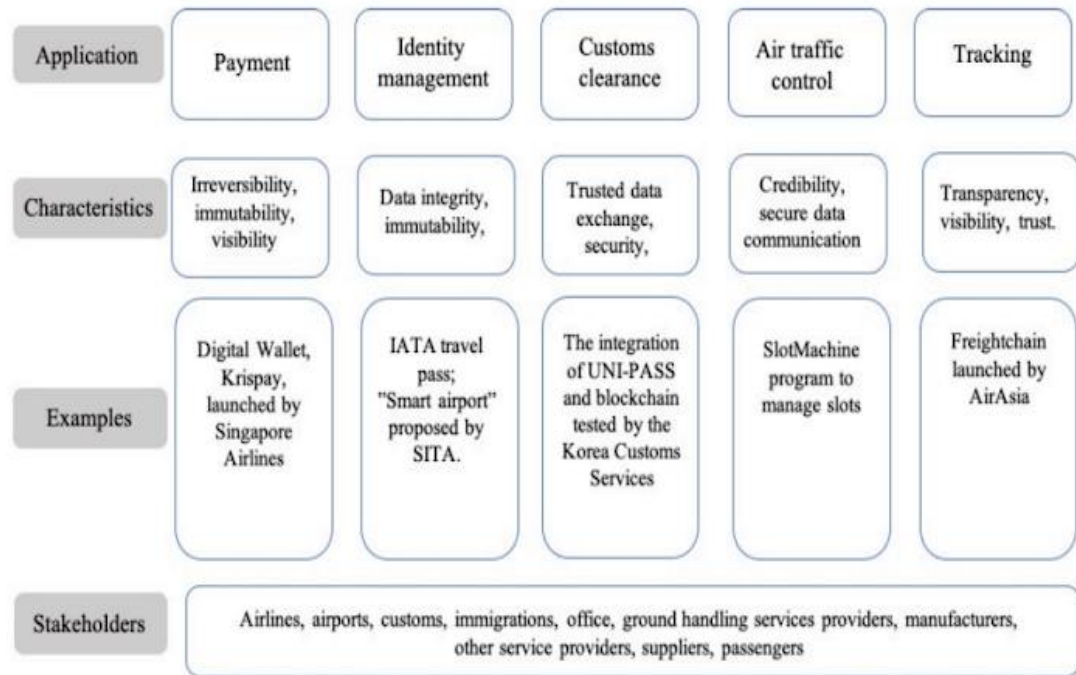 Application
Payment
Identity
management
Customs
clearance
Air traffic
control
Tracking
Characteristics
Irreversibility,
immutability,
visibility
Data integrity,
immutability,
Trusted data
exchange,
security,
Credibility,
secure data
communication
Transparency,
visibility, trust.
Examples
Digital Wallet,
Krispay,
launched by
Singapore
Airlines
IATA travel
pass;
"Smart airport"
proposed by
SITA.
The integration
of UNI-PASS
and blockchain
tested by the
Korea Customs
Services
SlotMachine
program to
manage slots
Freightchain
launched by
AirAsia
Stakeholders
Airlines, airports, customs, immigrations, office, ground handling services providers, manufacturers,
other service providers, suppliers, passengers